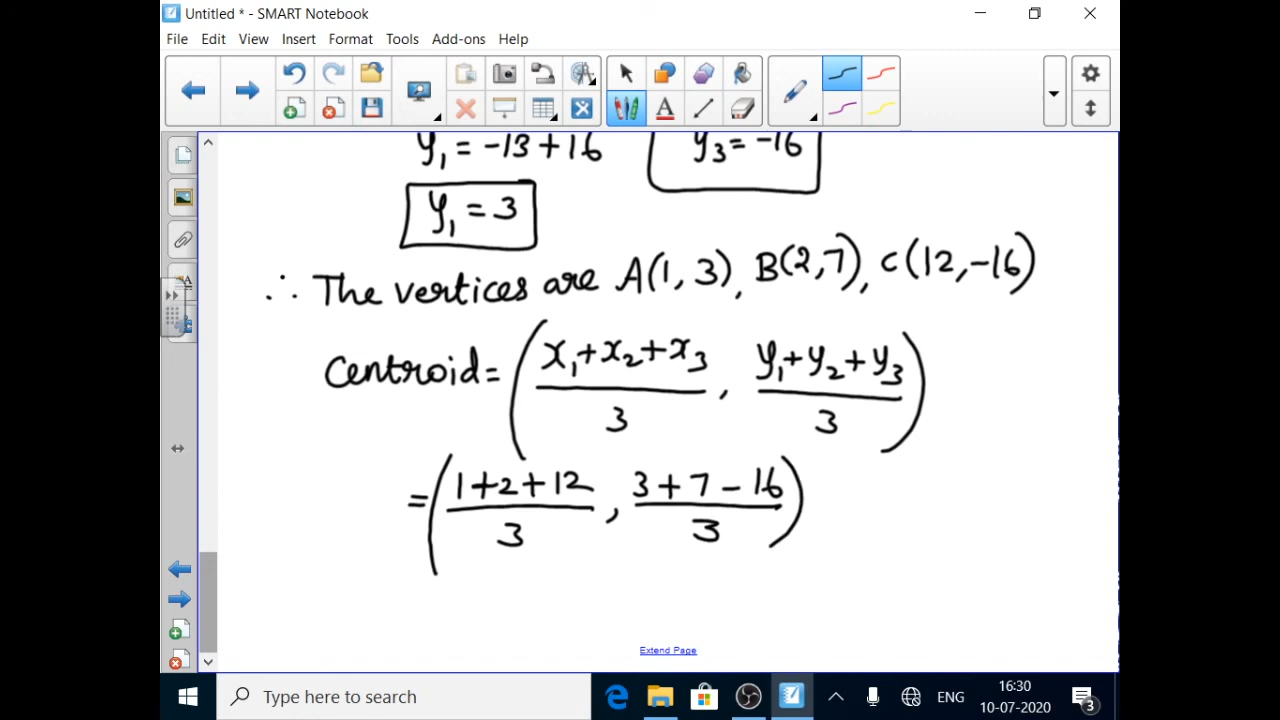 Untitled * - SMART Notebook
File Edit View Insert Format Tools Add-ons Help
y₁ = -13 + 16 y₃ = -16
y₁ = 3
∴ The vertices are A(1, 3), B(2,7), C(12,-16)
Centroid = (x₁+x₂+x₃/3, y₁+y₂+y₃/3)
= (1+2+12/3, 3+7-16/3)
Extend Page
Type here to search
ENG
16:30
10-07-2020
3